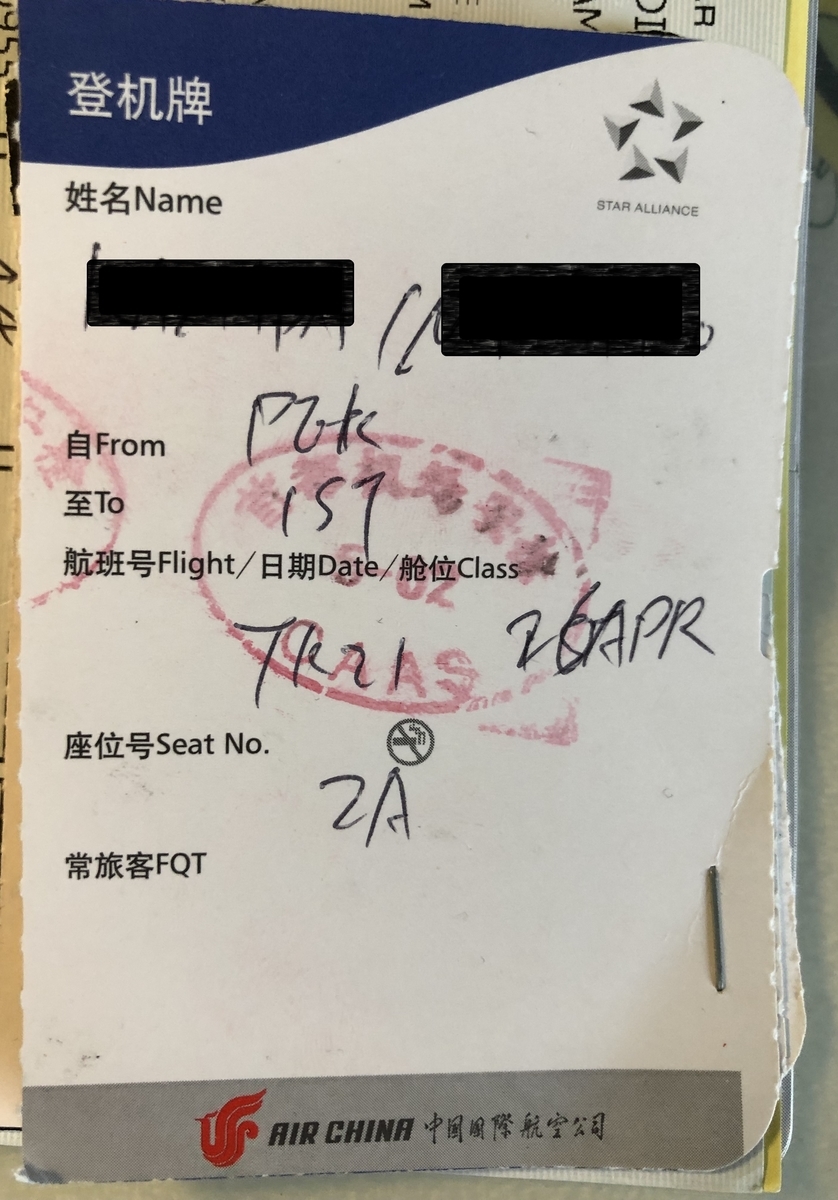 登机牌
STAR ALLIANCE
姓名Name
PEK
自From
IST
至To
航班号Flight/日期Date/舱位Class
02
TK21 26APR
CAAS
座位号Seat No.
2A
常旅客FQT
AIR CHINA 中国国際航空公司